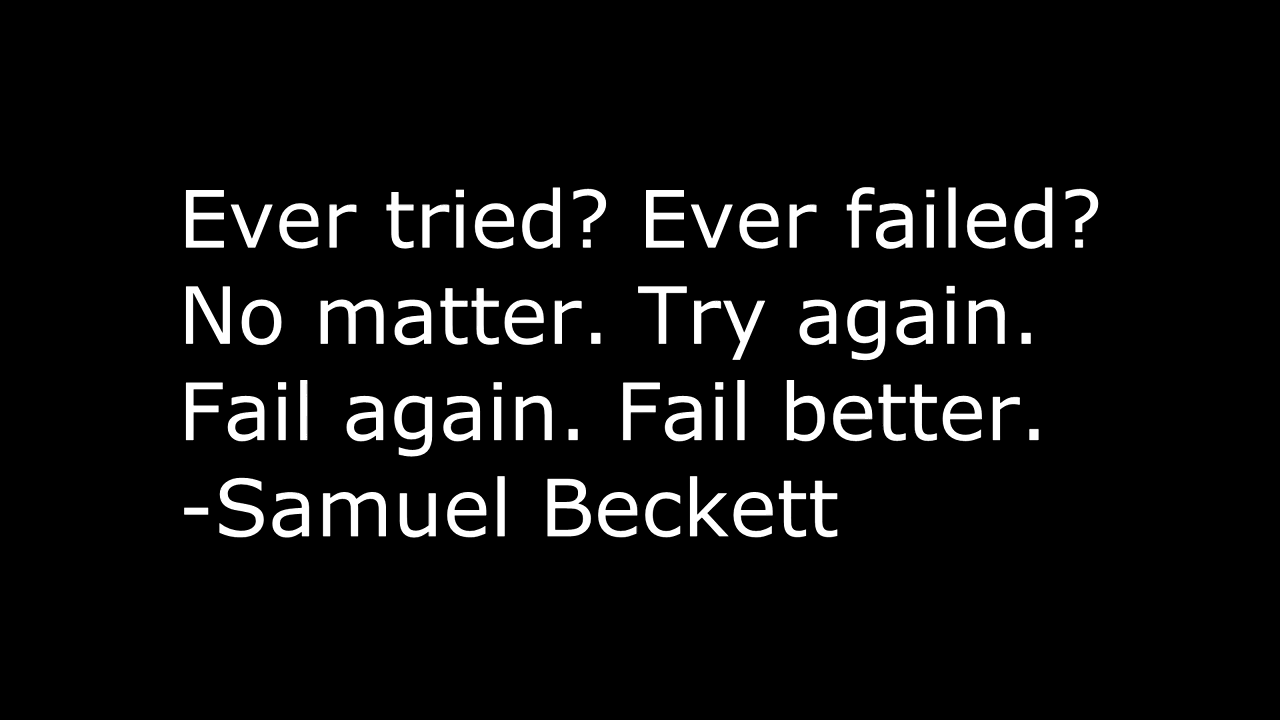 Ever tried? Ever failed?
No matter. Try again.
Fail again. Fail better.
-Samuel Beckett